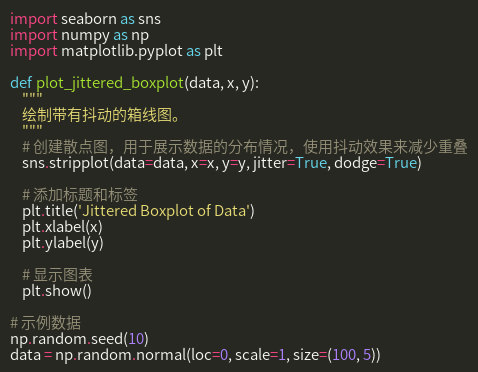 import seaborn as sns
import numpy as np
import matplotlib.pyplot as plt

def plot_jittered_boxplot(data, x, y):
    """
    绘制带有抖动的箱线图。
    """
    # 创建散点图，用于展示数据的分布情况，使用抖动效果来减少重叠
    sns.stripplot(data=data, x=x, y=y, jitter=True, dodge=True)

    # 添加标题和标签
    plt.title('Jittered Boxplot of Data')
    plt.xlabel(x)
    plt.ylabel(y)

    # 显示图表
    plt.show()

# 示例数据
np.random.seed(10)
data = np.random.normal(loc=0, scale=1, size=(100, 5))